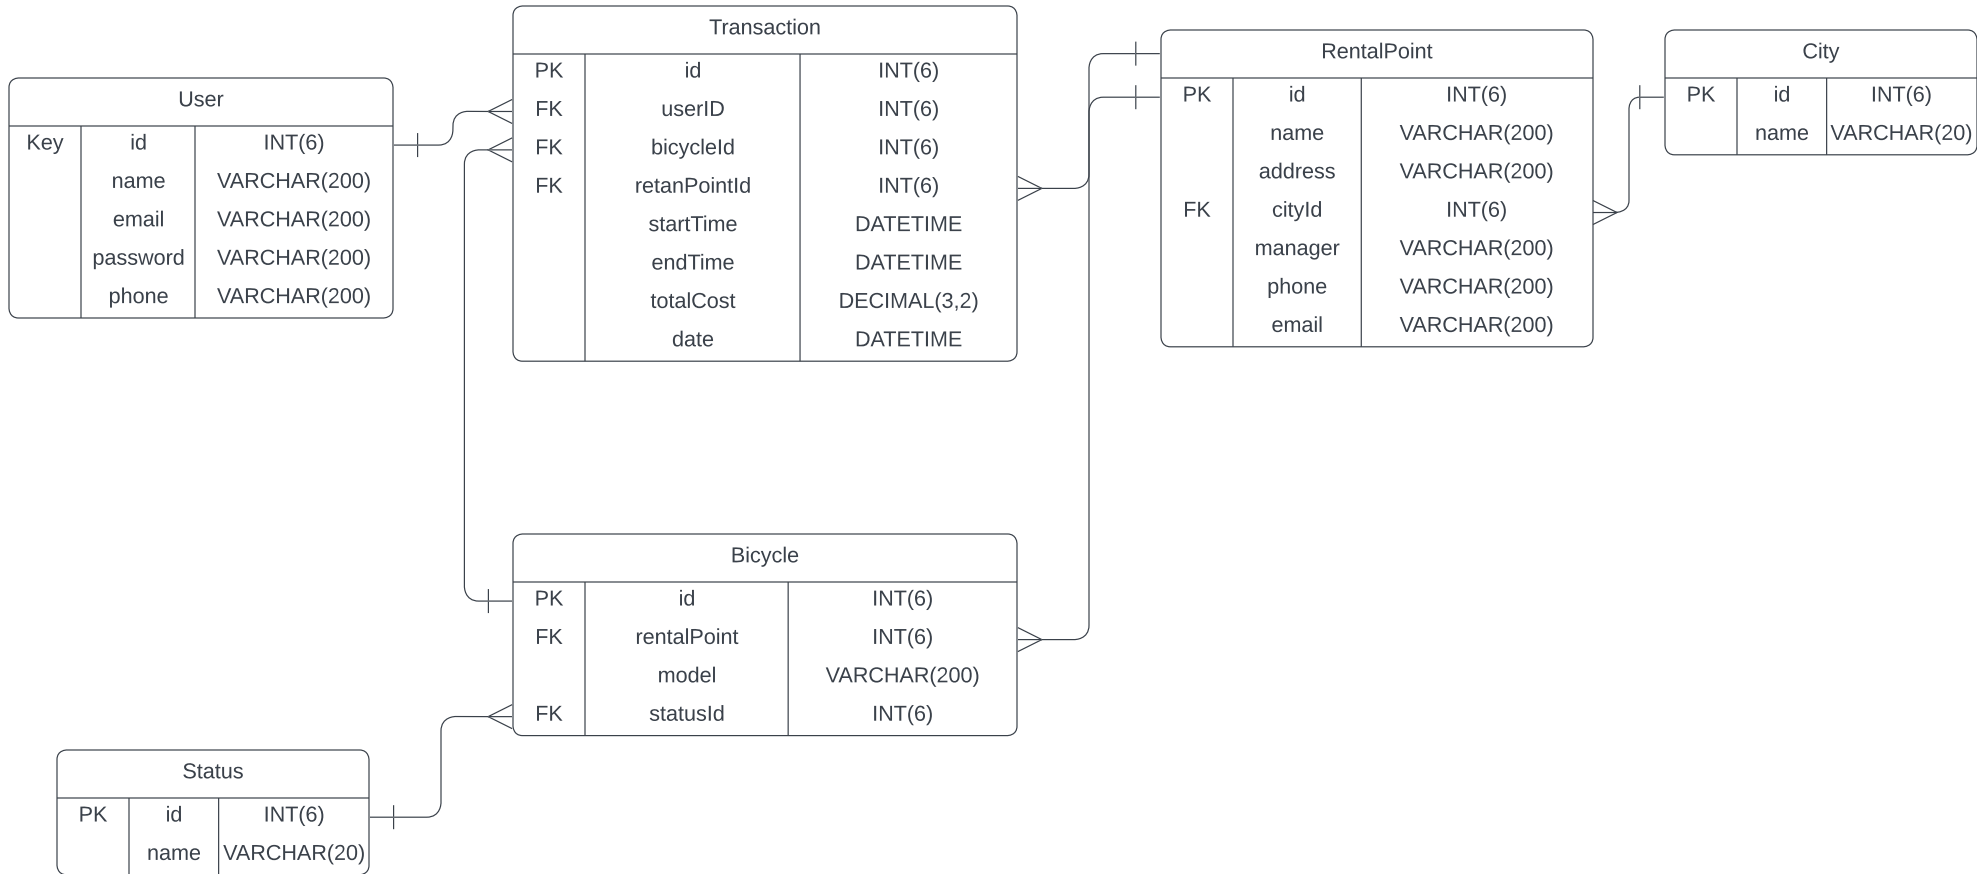 User
Key id INT(6)
name VARCHAR(200)
email VARCHAR(200)
password VARCHAR(200)
phone VARCHAR(200)
Transaction
PK id INT(6)
FK userID INT(6)
FK bicycleId INT(6)
FK retanPointId INT(6)
startTime DATETIME
endTime DATETIME
totalCost DECIMAL(3,2)
date DATETIME
RentalPoint
PK id INT(6)
name VARCHAR(200)
address VARCHAR(200)
FK cityId INT(6)
manager VARCHAR(200)
phone VARCHAR(200)
email VARCHAR(200)
City
PK id INT(6)
name VARCHAR(20)
Bicycle
PK id INT(6)
FK rentalPoint INT(6)
model VARCHAR(200)
FK statusId INT(6)
Status
PK id INT(6)
name VARCHAR(20)